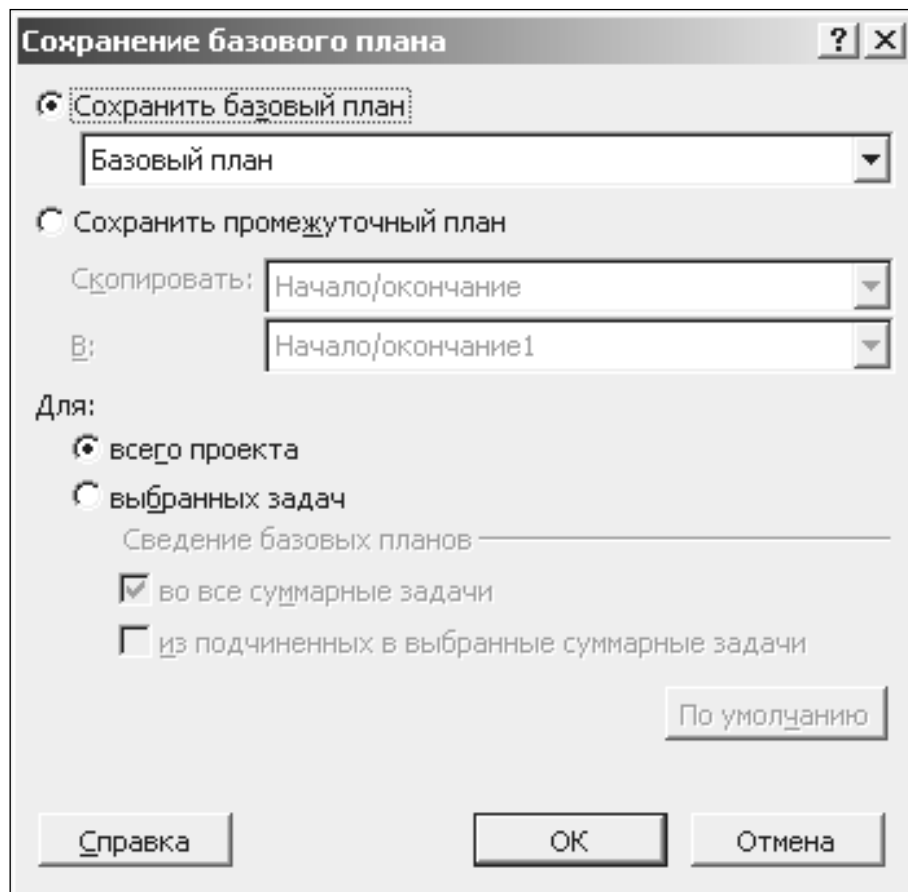 Сохранение базового плана
Сохранить базовый план
Базовый план
Сохранить промежуточный план
Скопировать: Начало/окончание
В: Начало/окончание1
Для:
всего проекта
выбранных задач
Сведение базовых планов
во все суммарные задачи
из подчиненных в выбранные суммарные задачи
По умолчанию
Справка ОК Отмена